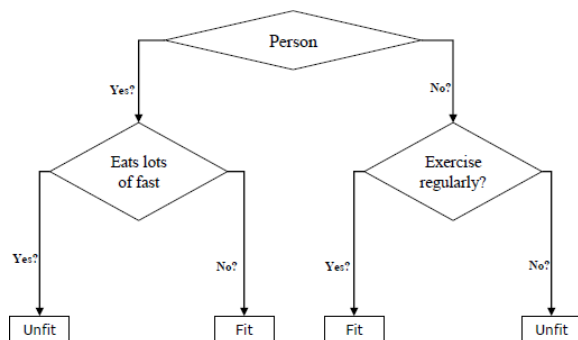 Person
Yes?
No?
Eats lots
of fast
Exercise
regularly?
Yes?
No?
Yes?
No?
Unfit
Fit
Fit
Unfit